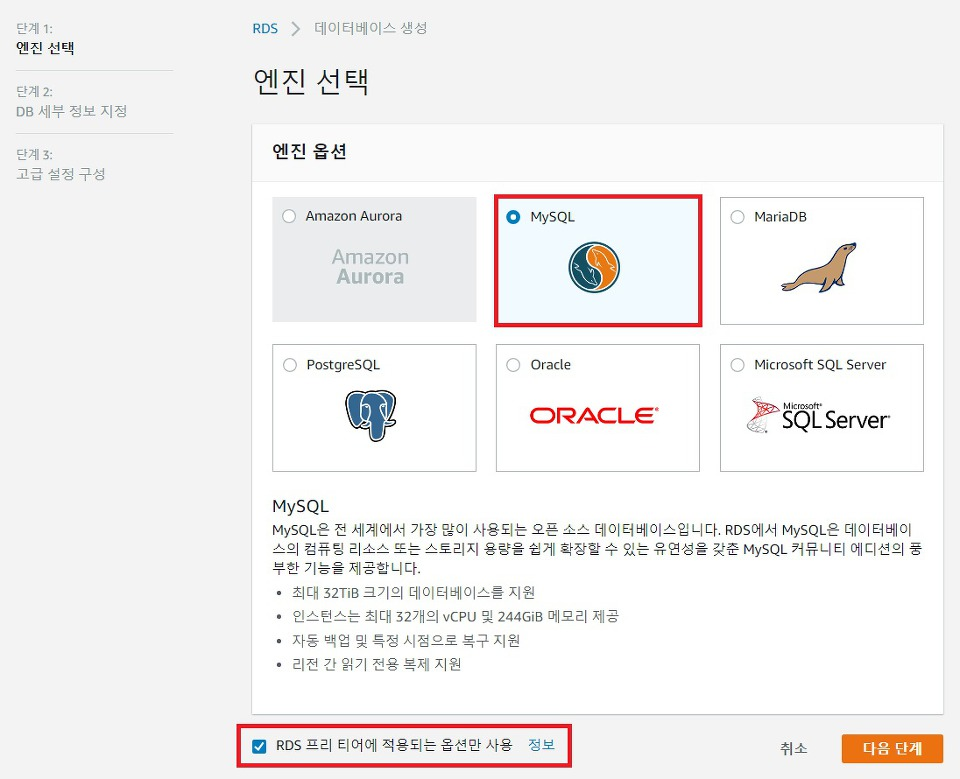 단계 1:
엔진 선택
단계 2:
DB 세부 정보 지정
단계 3:
고급 설정 구성
RDS > 데이터베이스 생성
엔진 선택
엔진 옵션
Amazon Aurora
Amazon
Aurora
MySQL
MariaDB
PostgreSQL
Oracle
ORACLE®
Microsoft SQL Server
Microsoft®
SQL Server®
MySQL
MySQL은 전 세계에서 가장 많이 사용되는 오픈 소스 데이터베이스입니다. RDS에서 MySQL은 데이터베이
스의 컴퓨팅 리소스 또는 스토리지 용량을 쉽게 확장할 수 있는 유연성을 갖춘 MySQL 커뮤니티 에디션의 풍
부한 기능을 제공합니다.
• 최대 32TiB 크기의 데이터베이스를 지원
• 인스턴스는 최대 32개의 vCPU 및 244GiB 메모리 제공
• 자동 백업 및 특정 시점으로 복구 지원
• 리전 간 읽기 전용 복제 지원
RDS 프리 티어에 적용되는 옵션만 사용 정보
취소
다음 단계